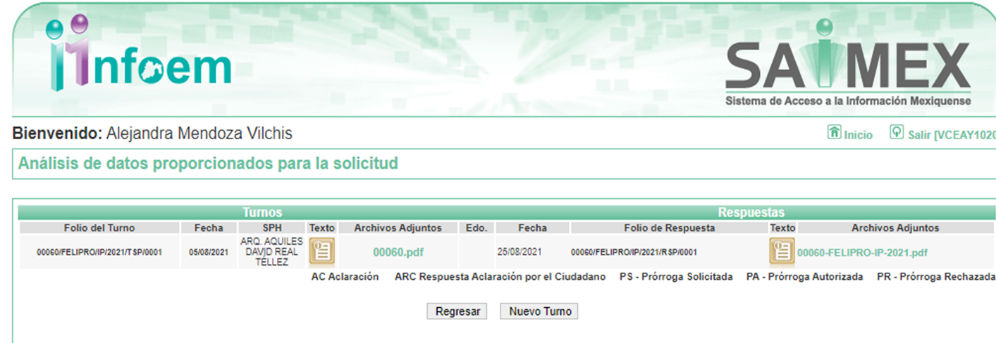 infoem
SAIMEX
Sistema de Acceso a la Información Mexiquense
Bienvenido: Alejandra Mendoza Vilchis
Inicio Salir [VCEAY1020
Análisis de datos proporcionados para la solicitud
Turnos Respuestas
Folio del Turno Fecha SPH Texto Archivos Adjuntos Edo. Fecha Folio de Respuesta Texto Archivos Adjuntos
00060/FELIPRO/IP/2021/TSP/0001 05/08/2021 ARQ. AQUILES DAVID REAL TELLEZ 00060.pdf 25/08/2021 00060/FELIPRO/IP/2021/RSP/0001 00060-FELIPRO-IP-2021.pdf
AC Aclaración ARC Respuesta Aclaración por el Ciudadano PS - Prórroga Solicitada PA - Prórroga Autorizada PR - Prórroga Rechazada
Regresar Nuevo Turno